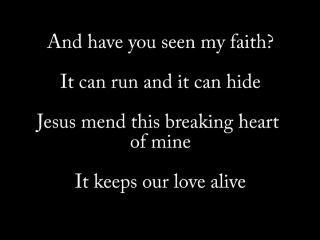 And have you seen my faith?
It can run and it can hide
Jesus mend this breaking heart
of mine
It keeps our love alive